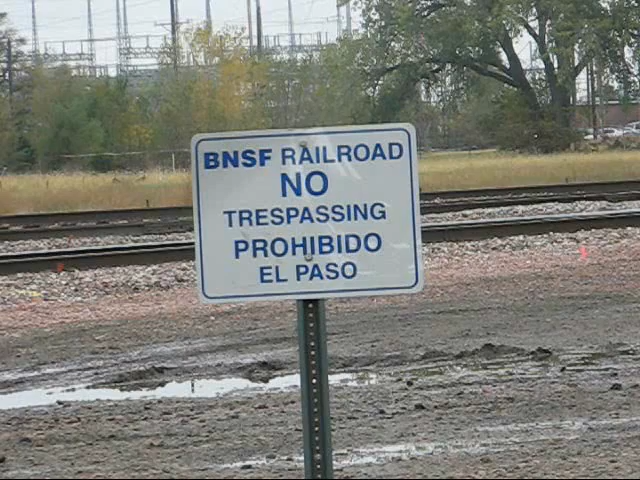 BNSF RAILROAD
NO
TRESPASSING
PROHIBIDO
EL PASO